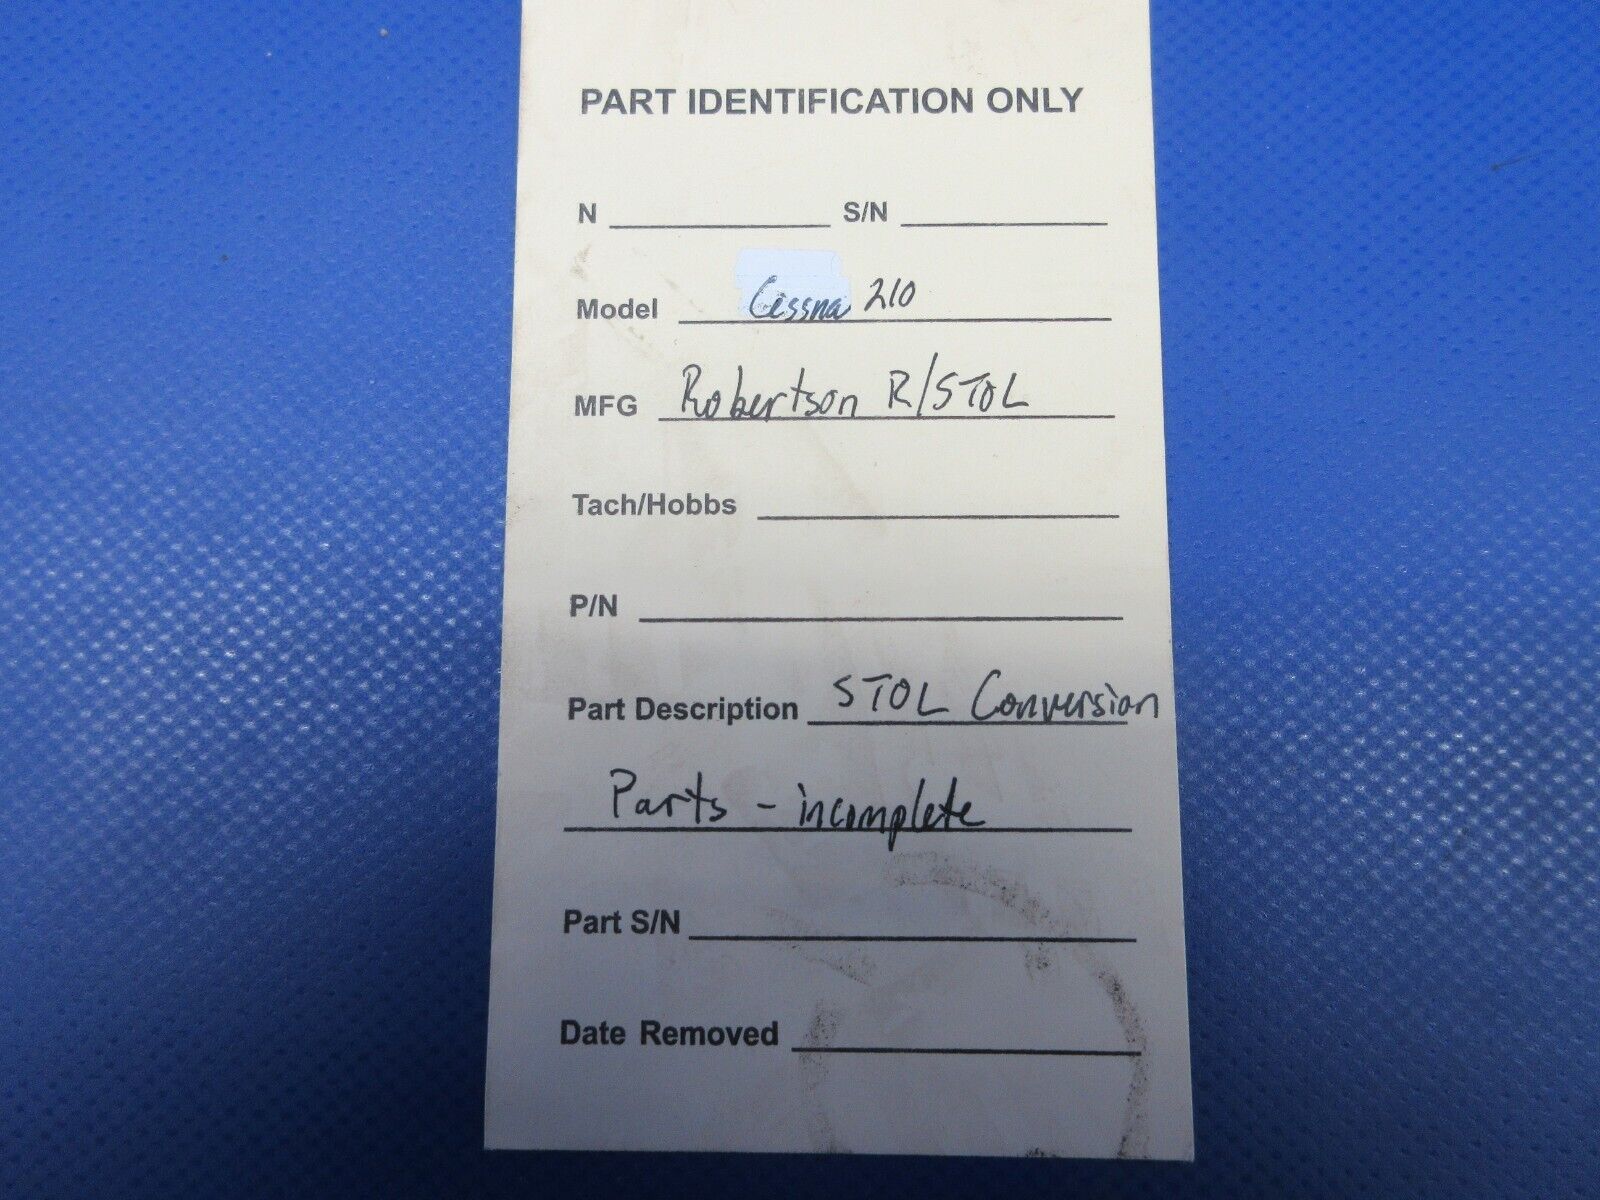 PART IDENTIFICATION ONLY
N S/N
Model Cessna 210
MFG Robertson R/STOL
Tach/Hobbs
P/N
Part Description STOL Conversion
Parts - incomplete
Part S/N
Date Removed